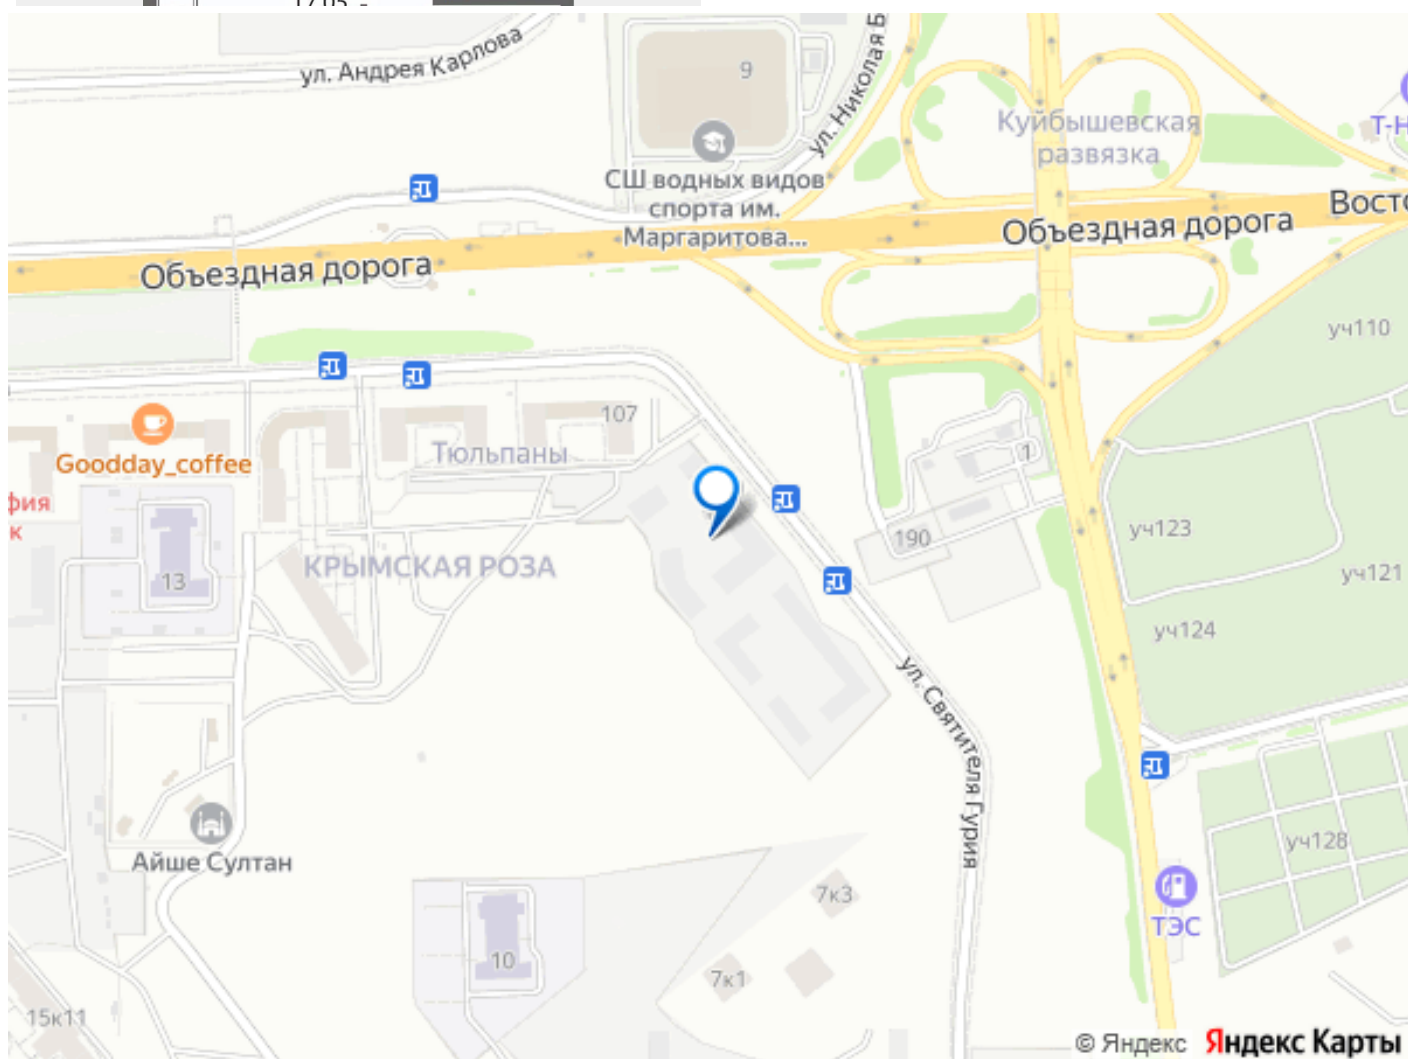 ул. Андрея Карлова
9
ул. Николая Б
Куйбышевская
развязка
Т-Н
СШ водных видов
спорта им.
Маргаритова...
Восто
Объездная дорога
Объездная дорога
уч110
107
Goodday_coffee
Тюльпаны
1
фия
к
190
уч123
КРЫМСКАЯ РОЗА
13
уч121
уч124
ул. Святителя Гурия
уч128
Айше Султан
7к3
ТЭС
10
7к1
15к11
© Яндекс Яндекс Карты